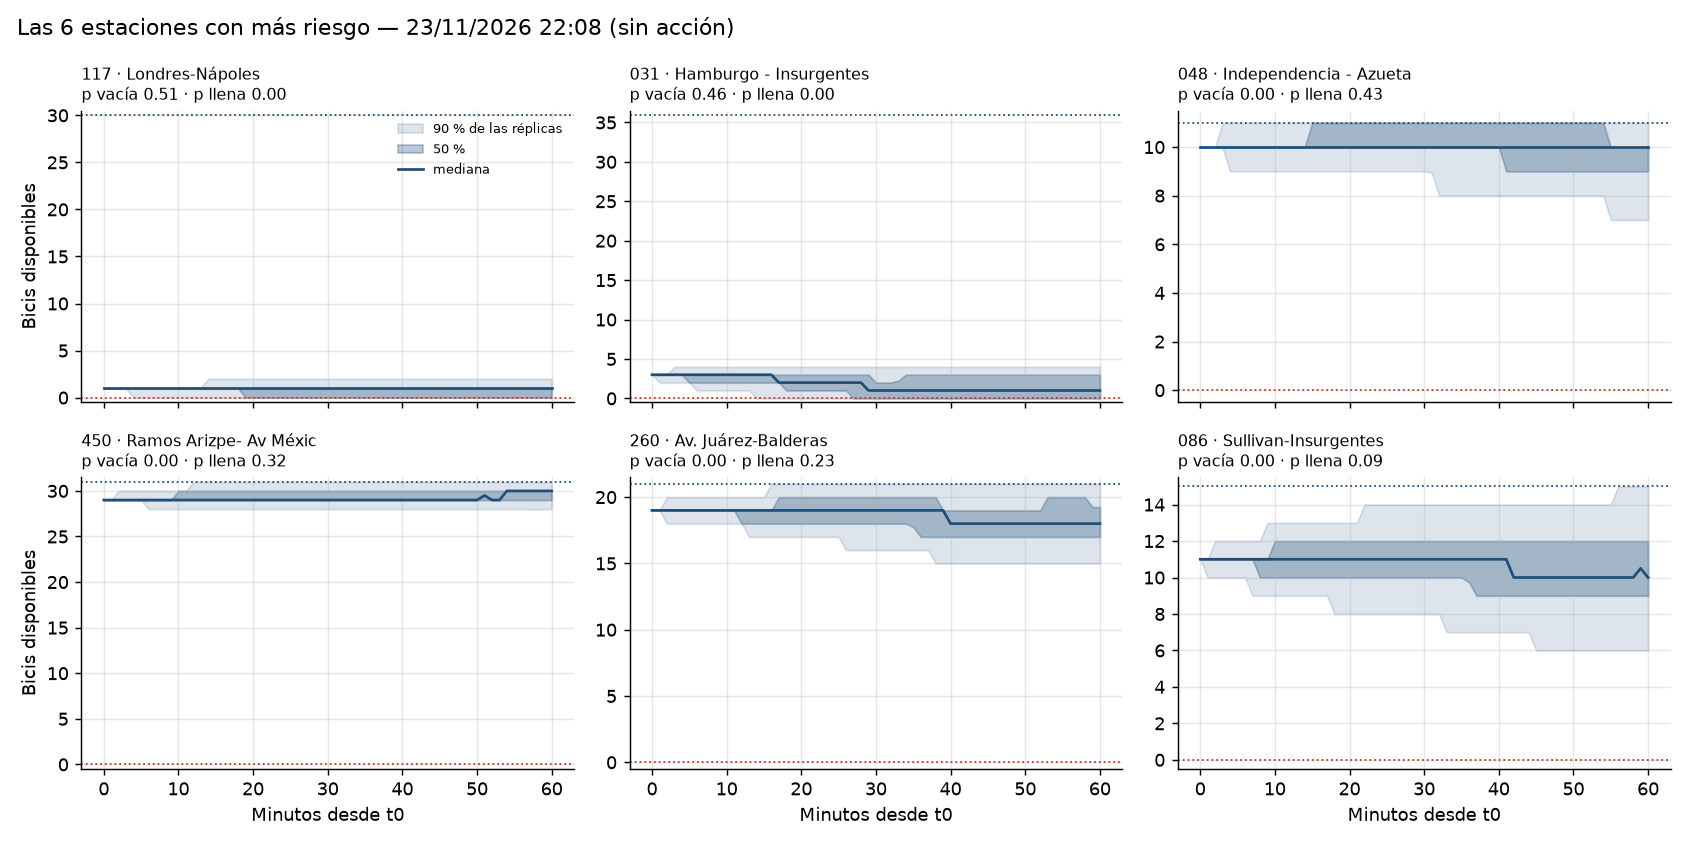 Las 6 estaciones con más riesgo — 23/11/2026 22:08 (sin acción)
117 · Londres-Nápoles
p vacía 0.51 · p llena 0.00
30
25
20
15
10
5
0
Bicis disponibles
90 % de las réplicas
50 %
mediana
031 · Hamburgo - Insurgentes
p vacía 0.46 · p llena 0.00
35
30
25
20
15
10
5
0
048 · Independencia - Azueta
p vacía 0.00 · p llena 0.43
10
8
6
4
2
0
450 · Ramos Arizpe- Av Méxic
p vacía 0.00 · p llena 0.32
30
25
20
15
10
5
0
Bicis disponibles
0 10 20 30 40 50 60
Minutos desde t0
260 · Av. Juárez-Balderas
p vacía 0.00 · p llena 0.23
20
15
10
5
0
0 10 20 30 40 50 60
Minutos desde t0
086 · Sullivan-Insurgentes
p vacía 0.00 · p llena 0.09
14
12
10
8
6
4
2
0
0 10 20 30 40 50 60
Minutos desde t0